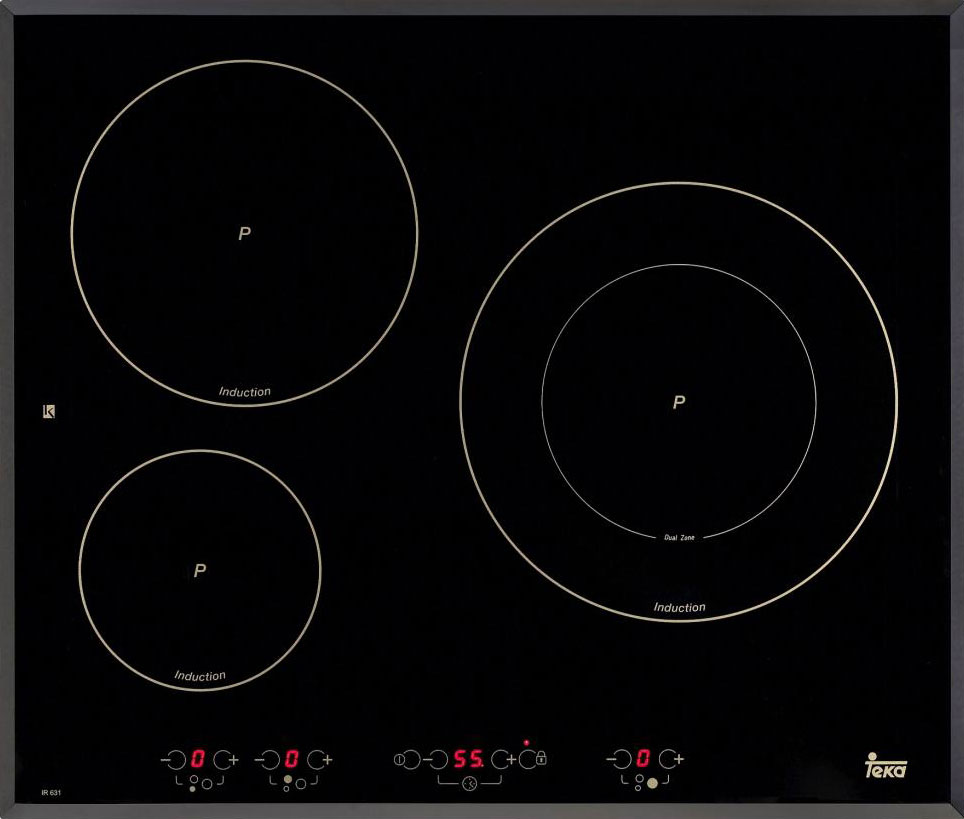 P
Induction
P
Dual Zone
Induction
K
P
Induction
0
0
55.
0
TEKA
IR 631